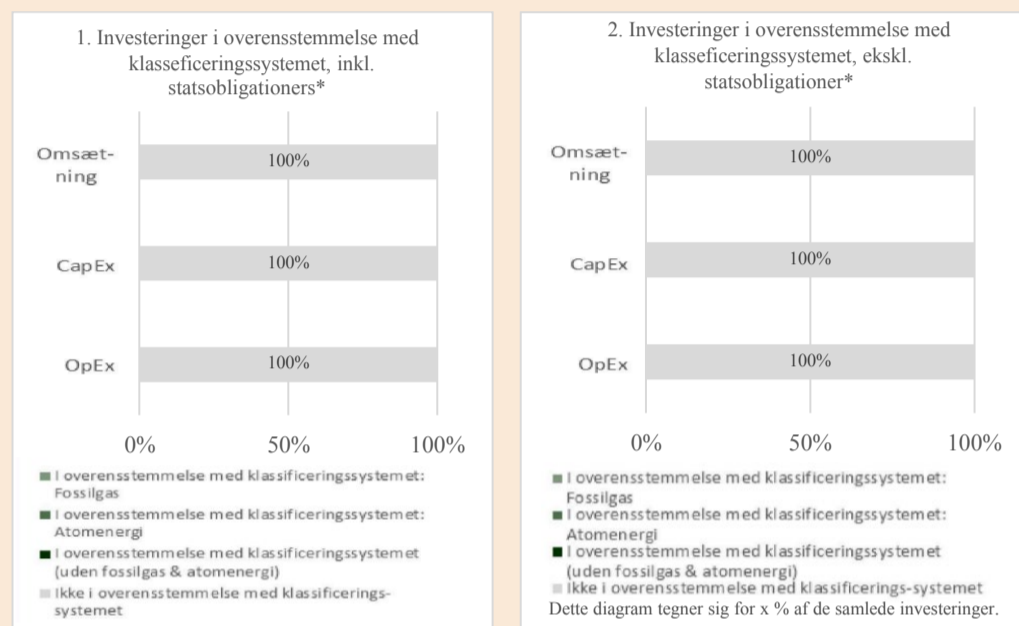 1. Investeringer i overensstemmelse med
klasseficeringssystemet, inkl.
statsobligationers*
Omsæt-
ning
100%
CapEx
100%
OpEx
100%
0%
50%
100%
I overensstemmelse med klassificeringssystemet:
Fossilgas
I overensstemmelse med klassificeringssystemet:
Atomenergi
I overensstemmelse med klassificeringssystemet
(uden fossilgas & atomenergi)
Ikke i overensstemmelse med klassificerings-
systemet
2. Investeringer i overensstemmelse med
klasseficeringssystemet, ekskl.
statsobligationer*
Omsæt-
ning
100%
CapEx
100%
OpEx
100%
0%
50%
100%
I overensstemmelse med klassificeringssystemet:
Fossilgas
I overensstemmelse med klassificeringssystemet:
Atomenergi
I overensstemmelse med klassificeringssystemet
(uden fossilgas & atomenergi)
Ikke i overensstemmelse med klassificerings-systemet
Dette diagram tegner sig for x % af de samlede investeringer.